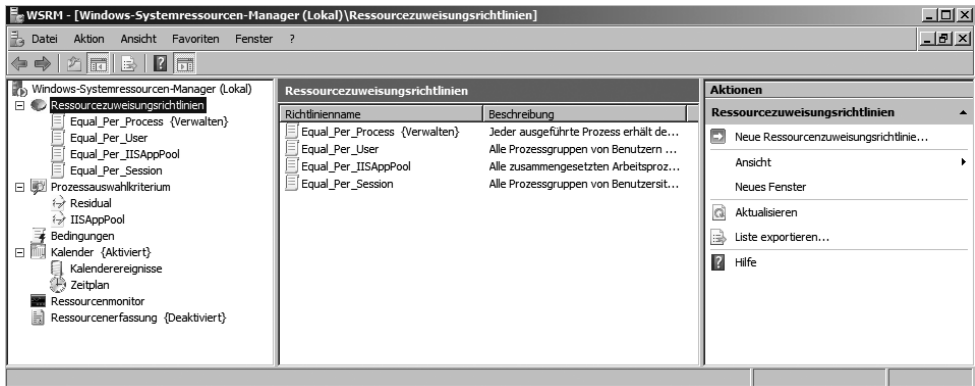 WSRM - [Windows-Systemressourcen-Manager (Lokal)\Ressourcezuweisungsrichtlinien]
Datei Aktion Ansicht Favoriten Fenster ?
Windows-Systemressourcen-Manager (Lokal)
Ressourcezuweisungsrichtlinien
Equal_Per_Process {Verwalten}
Equal_Per_User
Equal_Per_IISAppPool
Equal_Per_Session
Prozessauswahlkriterium
Residual
IISAppPool
Bedingungen
Kalender {Aktiviert}
Kalenderereignisse
Zeitplan
Ressourcenmonitor
Ressourcenerfassung {Deaktiviert}
Ressourcezuweisungsrichtlinien
Richtlinienname Beschreibung
Equal_Per_Process {Verwalten} Jeder ausgeführte Prozess erhält de...
Equal_Per_User Alle Prozessgruppen von Benutzern ...
Equal_Per_IISAppPool Alle zusammengesetzten Arbeitsproz...
Equal_Per_Session Alle Prozessgruppen von Benutzersit...
Aktionen
Ressourcezuweisungsrichtlinien
Neue Ressourcenzuweisungsrichtlinie...
Ansicht
Neues Fenster
Aktualisieren
Liste exportieren...
Hilfe